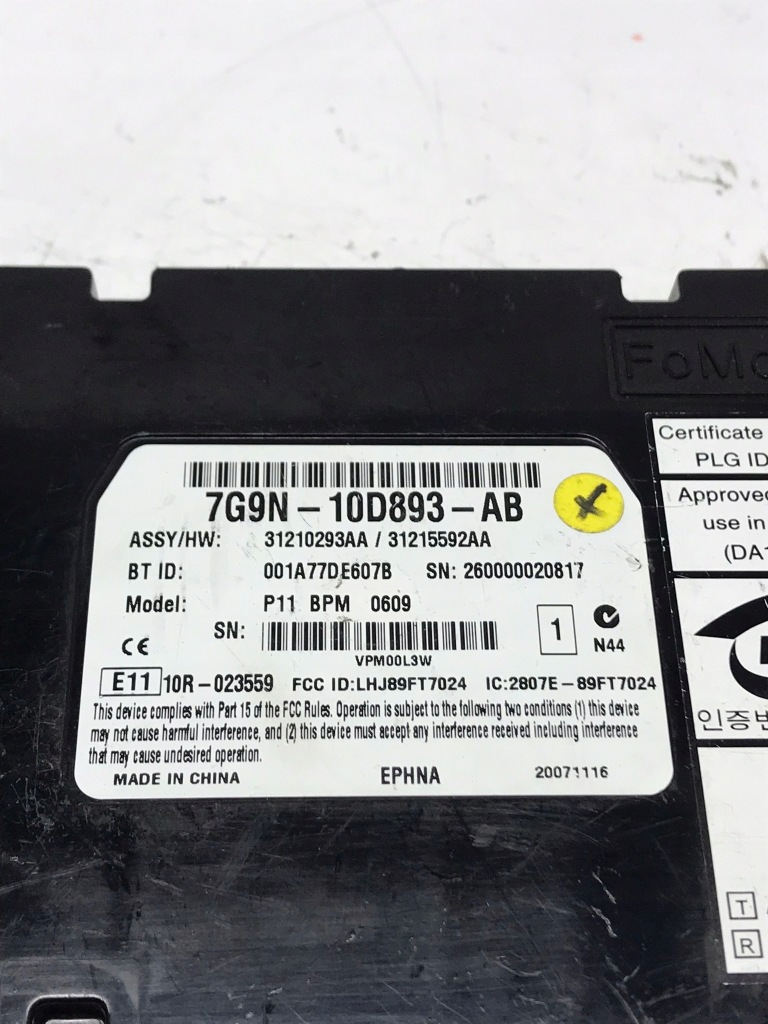 FoMo
7G9N-10D893-AB
ASSY/HW: 31210293AA / 31215592AA
BT ID: 001A77DE607B SN: 260000020817
Model: P11 BPM 0609
SN:
VPM00L3W
1
N44
CE
E11 10R-023559 FCC ID:LHJ89FT7024 IC:2807E-89FT7024
This device complies with Part 15 of the FCC Rules. Operation is subject to the following two conditions (1) this device
may not cause harmful interference, and (2) this device must accept any interference received including interference
that may cause undesired operation.
MADE IN CHINA EPHNA 20071116
Certificate
PLG ID
Approved
use in
(DA1
인증번
T
R